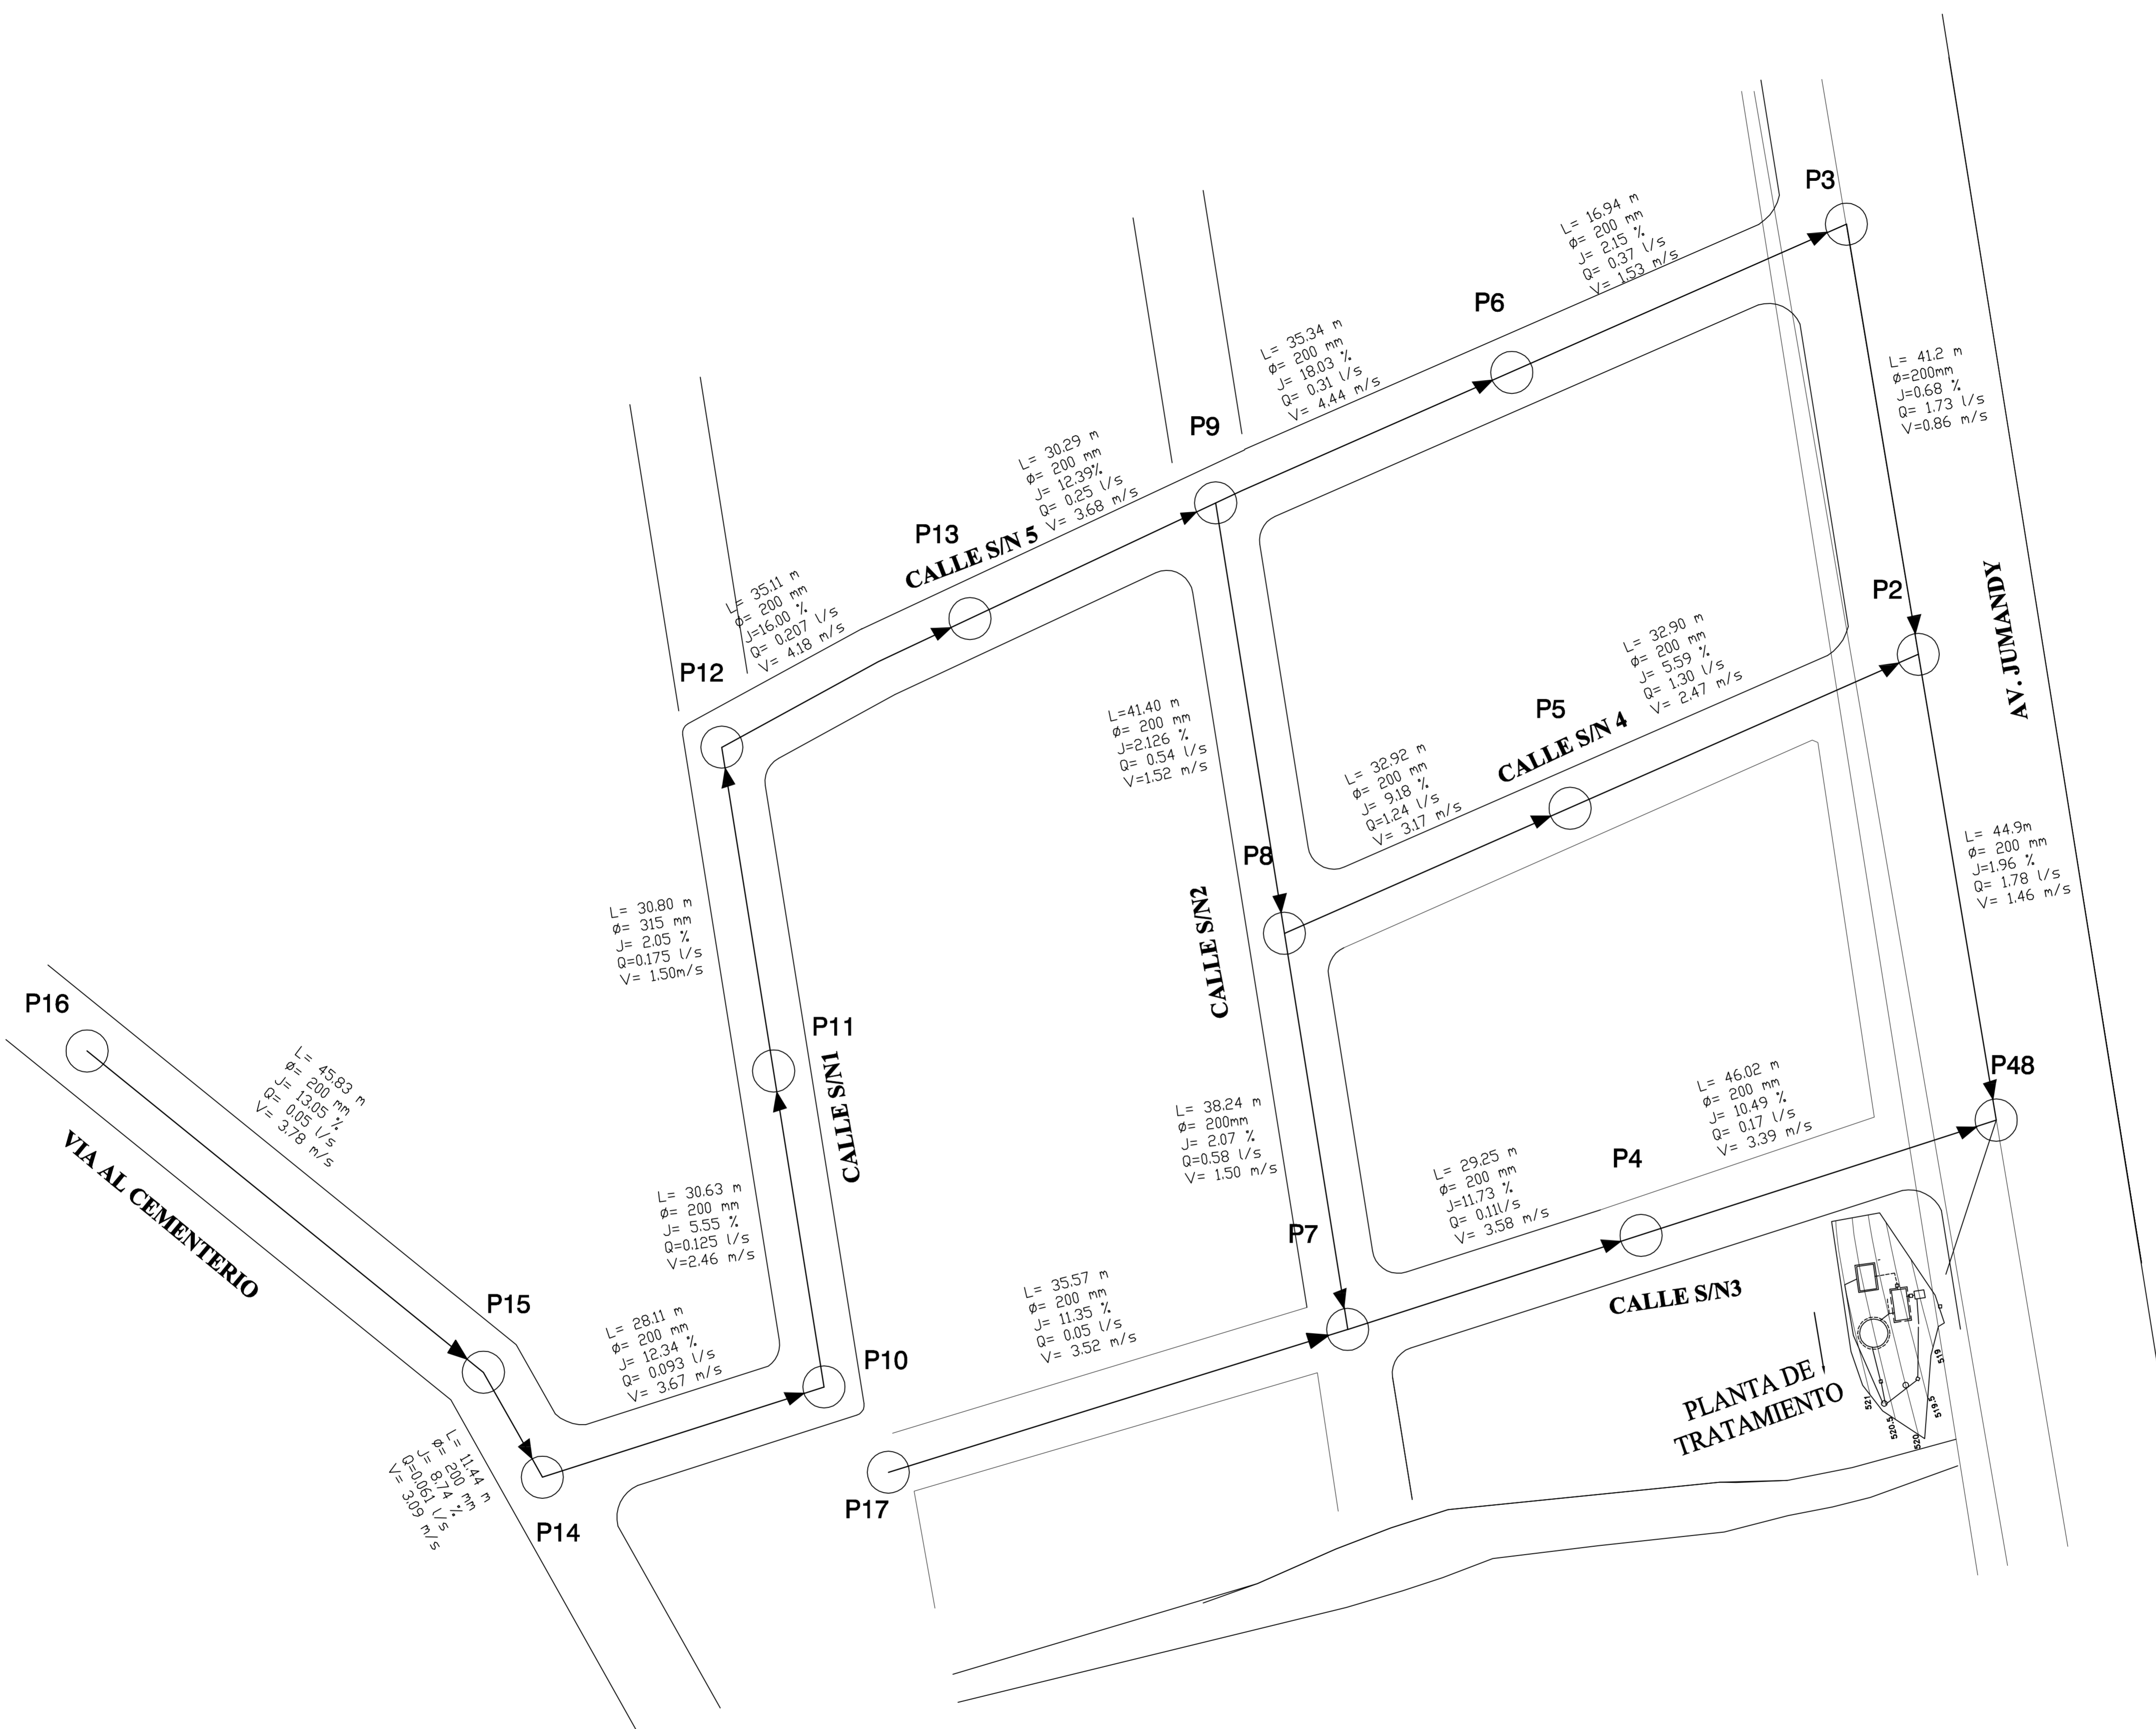 P3
L= 16.94 m
ø= 200 mm
J= 2.15 %
Q= 0.37 l/s
V= 1.53 m/s
P6
L= 35.34 m
ø= 200 mm
J= 18.03 %
Q= 0.31 l/s
V= 4.44 m/s
L= 41.2 m
ø=200mm
J=0.68 %
Q= 1.73 l/s
V=0.86 m/s
P9
L= 30.29 m
ø= 200 mm
J= 12.39%
Q= 0.25 l/s
V= 3.68 m/s
P13
CALLE S/N 5
L= 35.11 m
ø= 200 mm
J=16.00 %
Q= 0.207 l/s
V= 4.18 m/s
P12
P2
AV. JUMANDY
L= 32.90 m
ø= 200 mm
J= 5.59 %
Q= 1.30 l/s
V= 2.47 m/s
P5
CALLE S/N 4
L=41.40 m
ø= 200 mm
J=2.126 %
Q= 0.54 l/s
V=1.52 m/s
L= 32.92 m
ø= 200 mm
J= 9.18 %
Q=1.24 l/s
V= 3.17 m/s
P8
L= 44.9m
ø= 200 mm
J=1.96 %
Q= 1.78 l/s
V= 1.46 m/s
L= 30.80 m
ø= 315 mm
J= 2.05 %
Q=0.175 l/s
V= 1.50m/s
CALLE S/N2
P16
P11
CALLE S/N1
L= 45.83 m
ø= 200 mm
J= 13.05 %
Q= 0.05 l/s
V= 3.78 m/s
VIA AL CEMENTERIO
P48
L= 46.02 m
ø= 200 mm
J= 10.49 %
Q= 0.17 l/s
V= 3.39 m/s
L= 38.24 m
ø= 200mm
J= 2.07 %
Q=0.58 l/s
V= 1.50 m/s
L= 29.25 m
ø= 200 mm
J=11.73 %
Q= 0.11l/s
V= 3.58 m/s
P4
L= 30.63 m
ø= 200 mm
J= 5.55 %
Q=0.125 l/s
V=2.46 m/s
P7
CALLE S/N3
P15
L= 28.11 m
ø= 200 mm
J= 12.34 %
Q= 0.093 l/s
V= 3.67 m/s
L= 35.57 m
ø= 200 mm
J= 11.35 %
Q= 0.05 l/s
V= 3.52 m/s
P10
PLANTA DE
TRATAMIENTO
521
520.5
520
519.5
519
L= 11.44 m
ø= 200 mm
J= 8.74 %
Q=0.061 l/s
V= 3.09 m/s
P14
P17